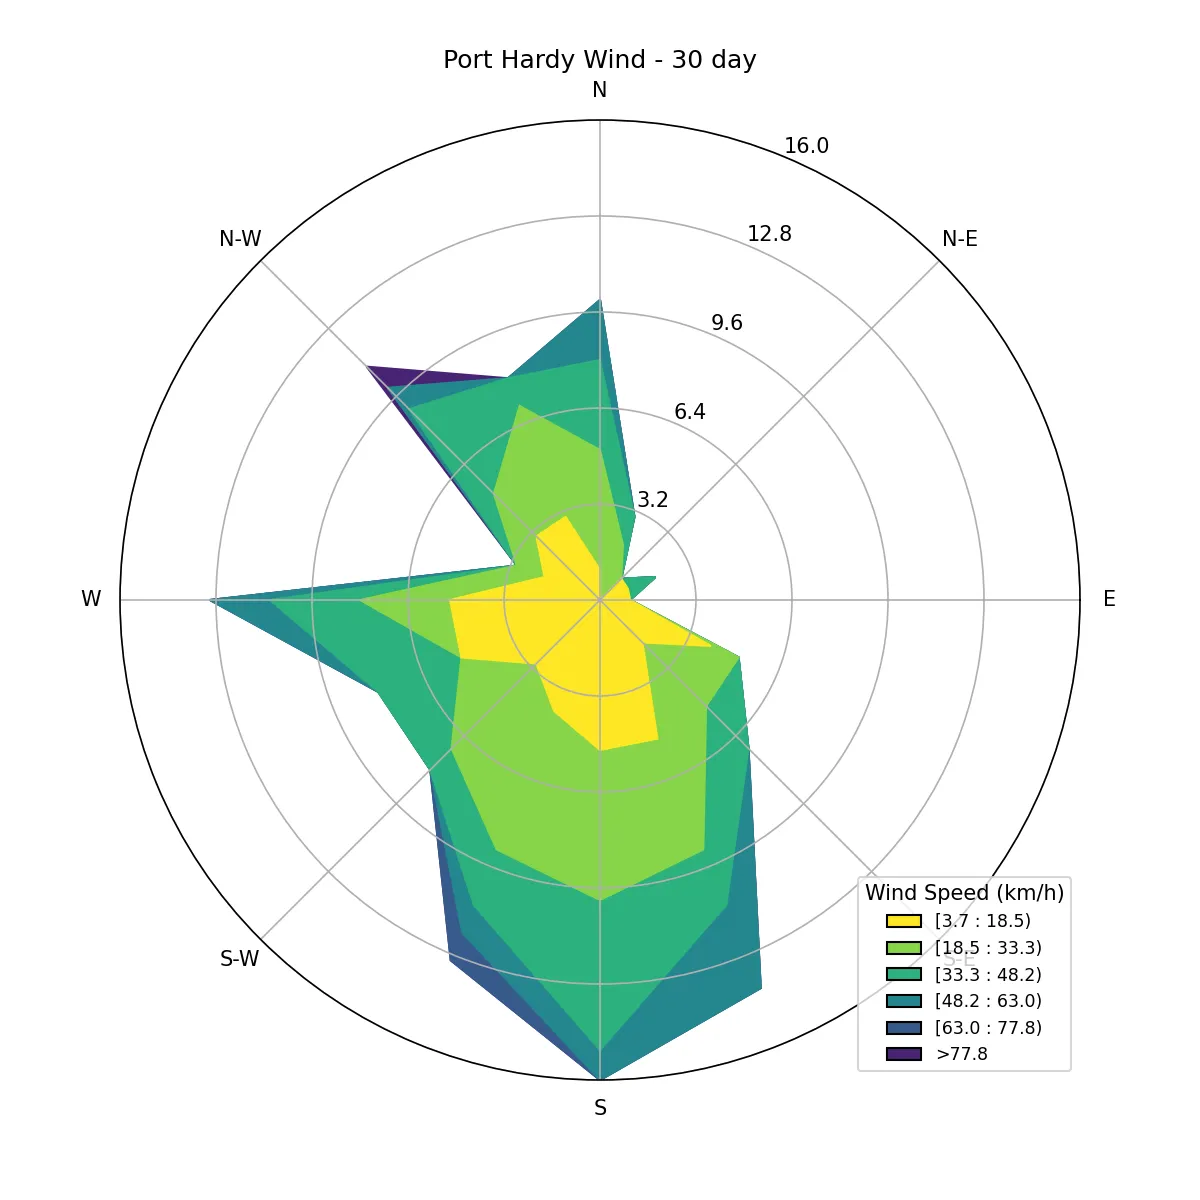 Port Hardy Wind - 30 day
N
16.0
N-W
12.8
N-E
9.6
6.4
3.2
W
E
Wind Speed (km/h)
[3.7 : 18.5)
[18.5 : 33.3)
S-W
S-E
[33.3 : 48.2)
[48.2 : 63.0)
[63.0 : 77.8)
>77.8
S